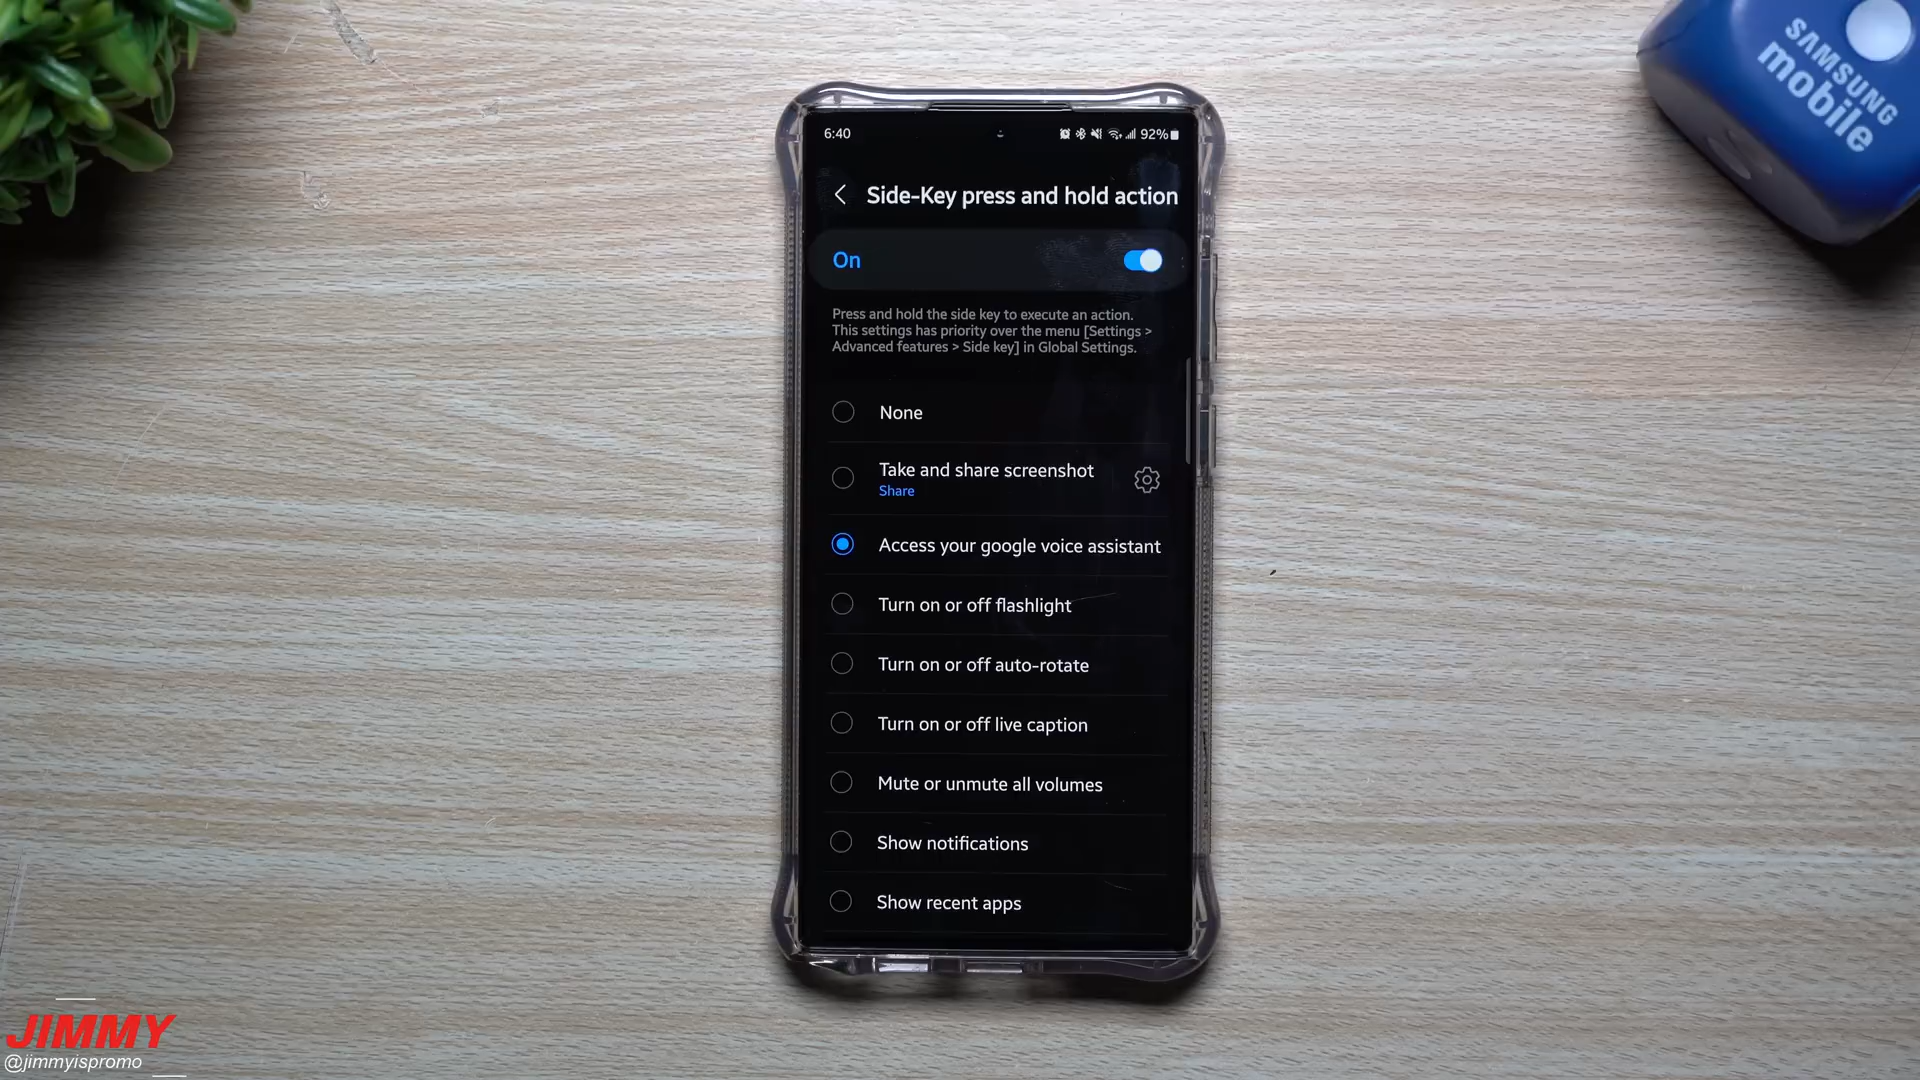 SAMSUNG
mobile
6:40
92%
Side-Key press and hold action
On
Press and hold the side key to execute an action.
This settings has priority over the menu [Settings >
Advanced features > Side key] in Global Settings.
None
Take and share screenshot
Share
Access your google voice assistant
Turn on or off flashlight
Turn on or off auto-rotate
Turn on or off live caption
Mute or unmute all volumes
Show notifications
Show recent apps
JIMMY
@jimmyispromo